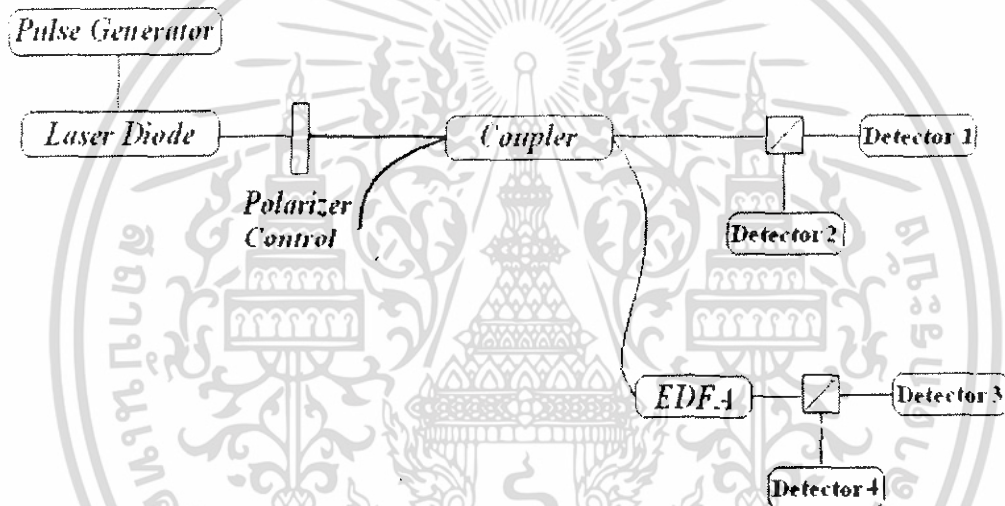 Pulse Generator
Laser Diode
Coupler
Detector 1
Polarizer
Control
Detector 2
EDFA
Detector 3
Detector 4